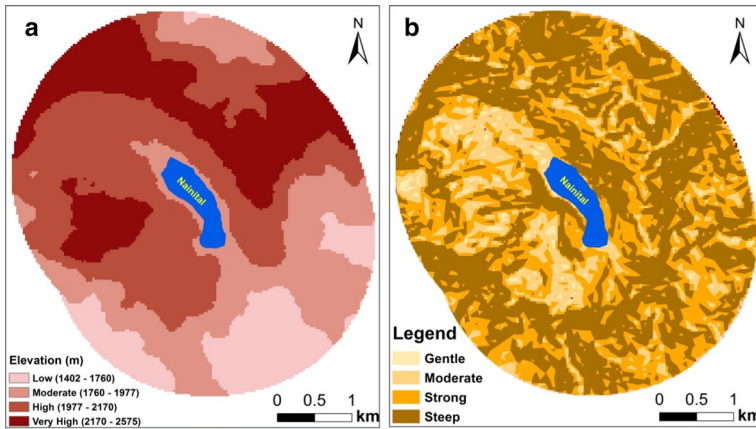 a
N
Nainital
Elevation (m)
Low (1402 - 1760)
Moderate (1760 - 1977)
High (1977 - 2170)
Very High (2170 - 2575)
0 0.5 1
km
b
N
Nainital
Legend
Gentle
Moderate
Strong
Steep
0 0.5 1
km